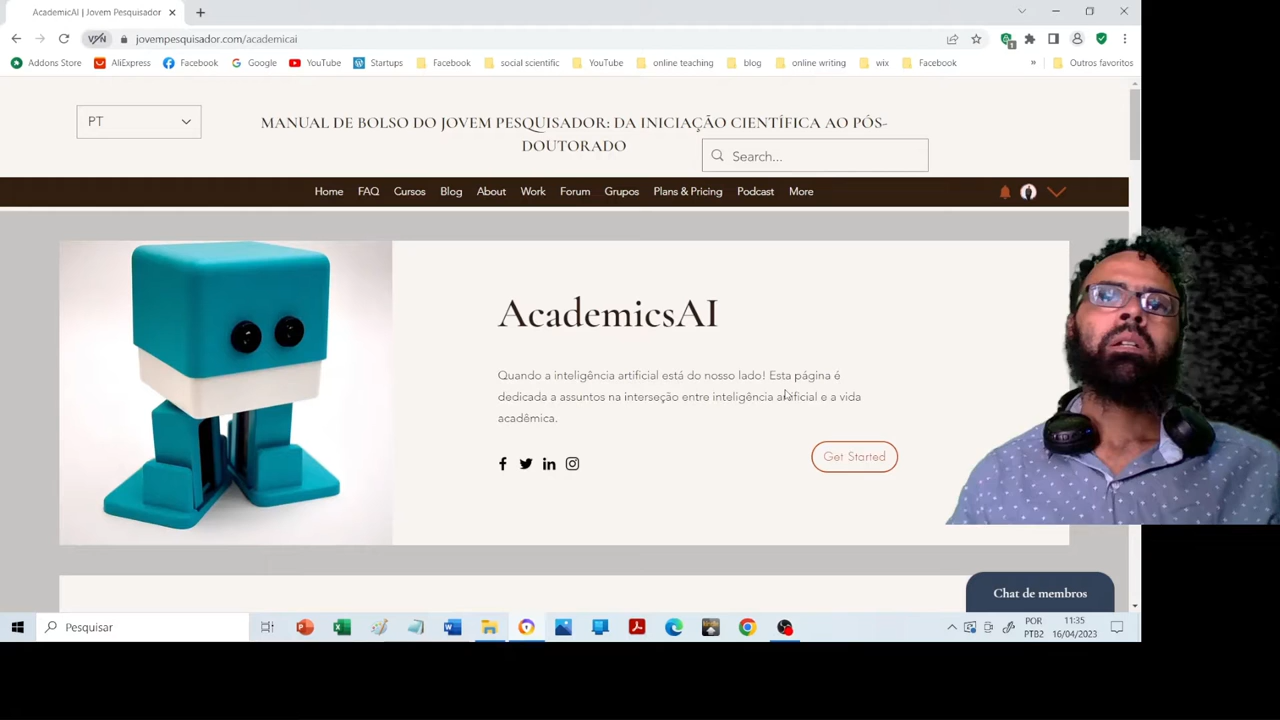 AcademicAI | Jovem Pesquisador
VPN
jovempesquisador.com/academicai
1
Addons Store AliExpress Facebook Google YouTube Startups Facebook social scientific YouTube online teaching blog online writing wix Facebook » Outros favoritos
PT
MANUAL DE BOLSO DO JOVEM PESQUISADOR: DA INICIAÇÃO CIENTÍFICA AO PÓS-
DOUTORADO
Search...
Home FAQ Cursos Blog About Work Forum Grupos Plans & Pricing Podcast More
AcademicsAI
Quando a inteligência artificial está do nosso lado! Esta página é
dedicada a assuntos na interseção entre inteligência artificial e a vida
acadêmica.
Get Started
Chat de membros
Pesquisar
POR
PTB2
11:35
16/04/2023